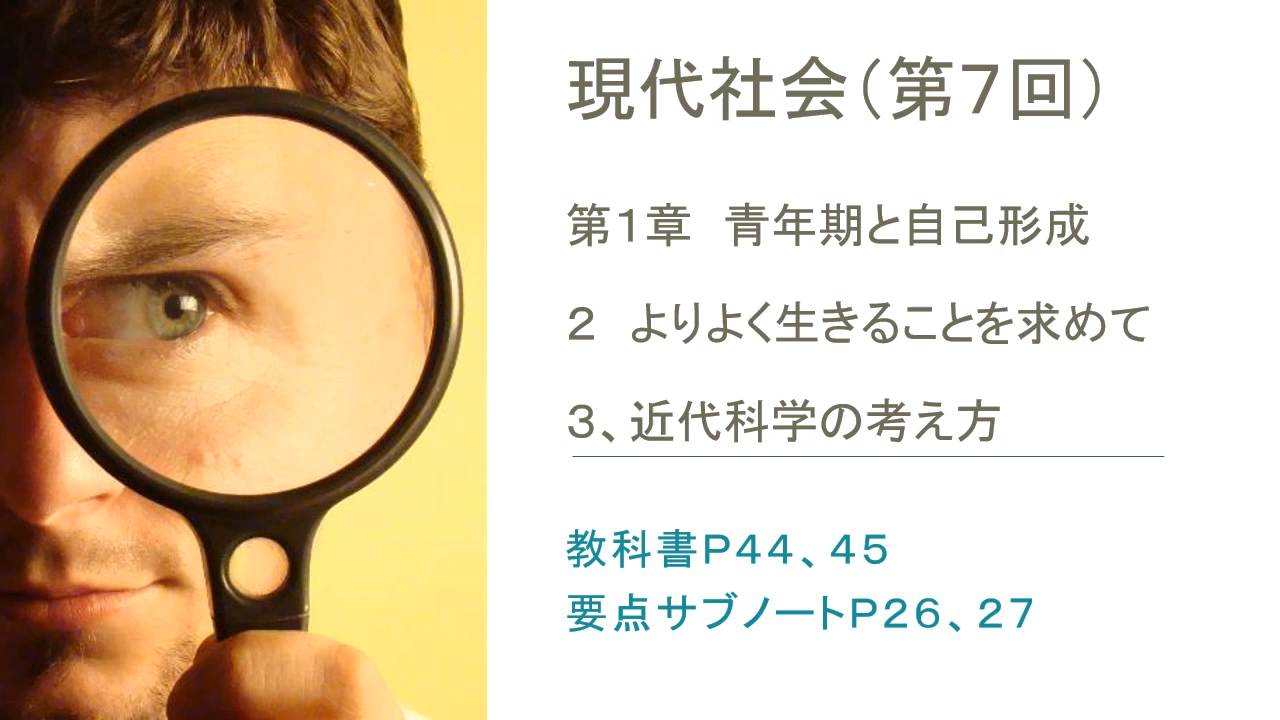 現代社会（第７回）
第１章　青年期と自己形成
２　よりよく生きることを求めて
３、近代科学の考え方
教科書Ｐ４４、４５
要点サブノートＰ２６、２７